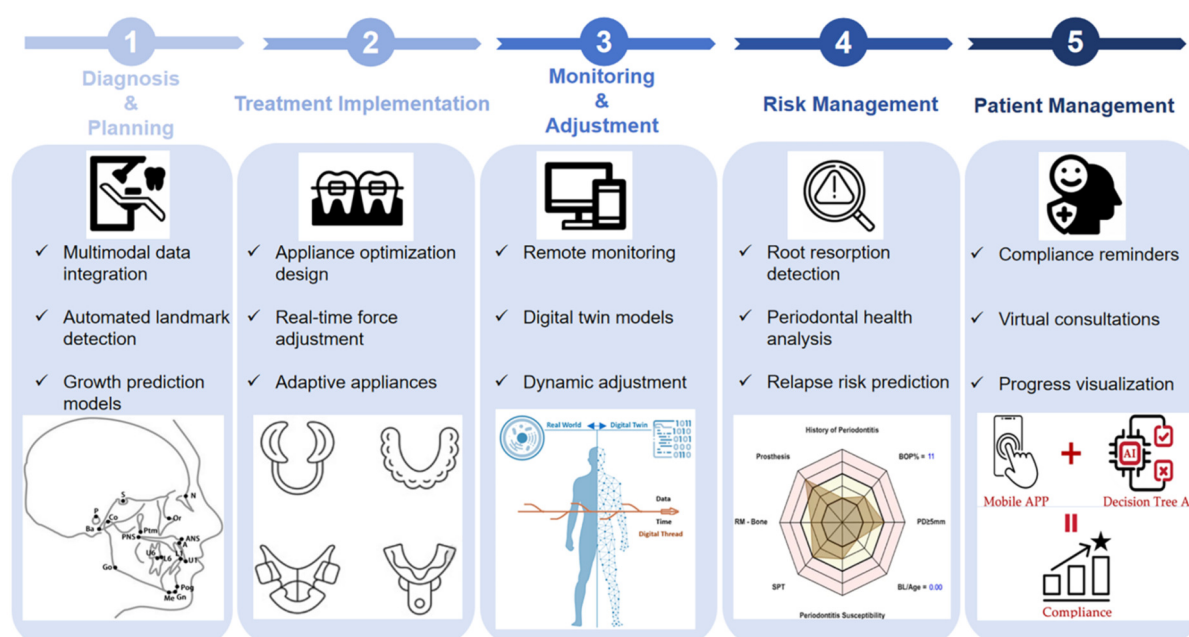 1
Diagnosis
&
Planning
2
Treatment Implementation
3
Monitoring
&
Adjustment
4
Risk Management
5
Patient Management
✓ Multimodal data
integration
✓ Automated landmark
detection
✓ Growth prediction
models
S
N
P
Co
Or
Ba
Ptm
PNS
ANS
A
U6
L6
L1
U1
Go
Pog
Me
Gn
✓ Appliance optimization
design
✓ Real-time force
adjustment
✓ Adaptive appliances
✓ Remote monitoring
✓ Digital twin models
✓ Dynamic adjustment
Real World
Digital Twin
1011
1010
0101
000
0110
Data
Time
Digital Thread
✓ Root resorption
detection
✓ Periodontal health
analysis
✓ Relapse risk prediction
History of Periodontitis
Prosthesis
BOP% = 11
RM - Bone
PD≥5mm
SPT
BL/Age = 0.00
Periodontitis Susceptibility
✓ Compliance reminders
✓ Virtual consultations
✓ Progress visualization
AI
+
Mobile APP
Decision Tree A
=
Compliance